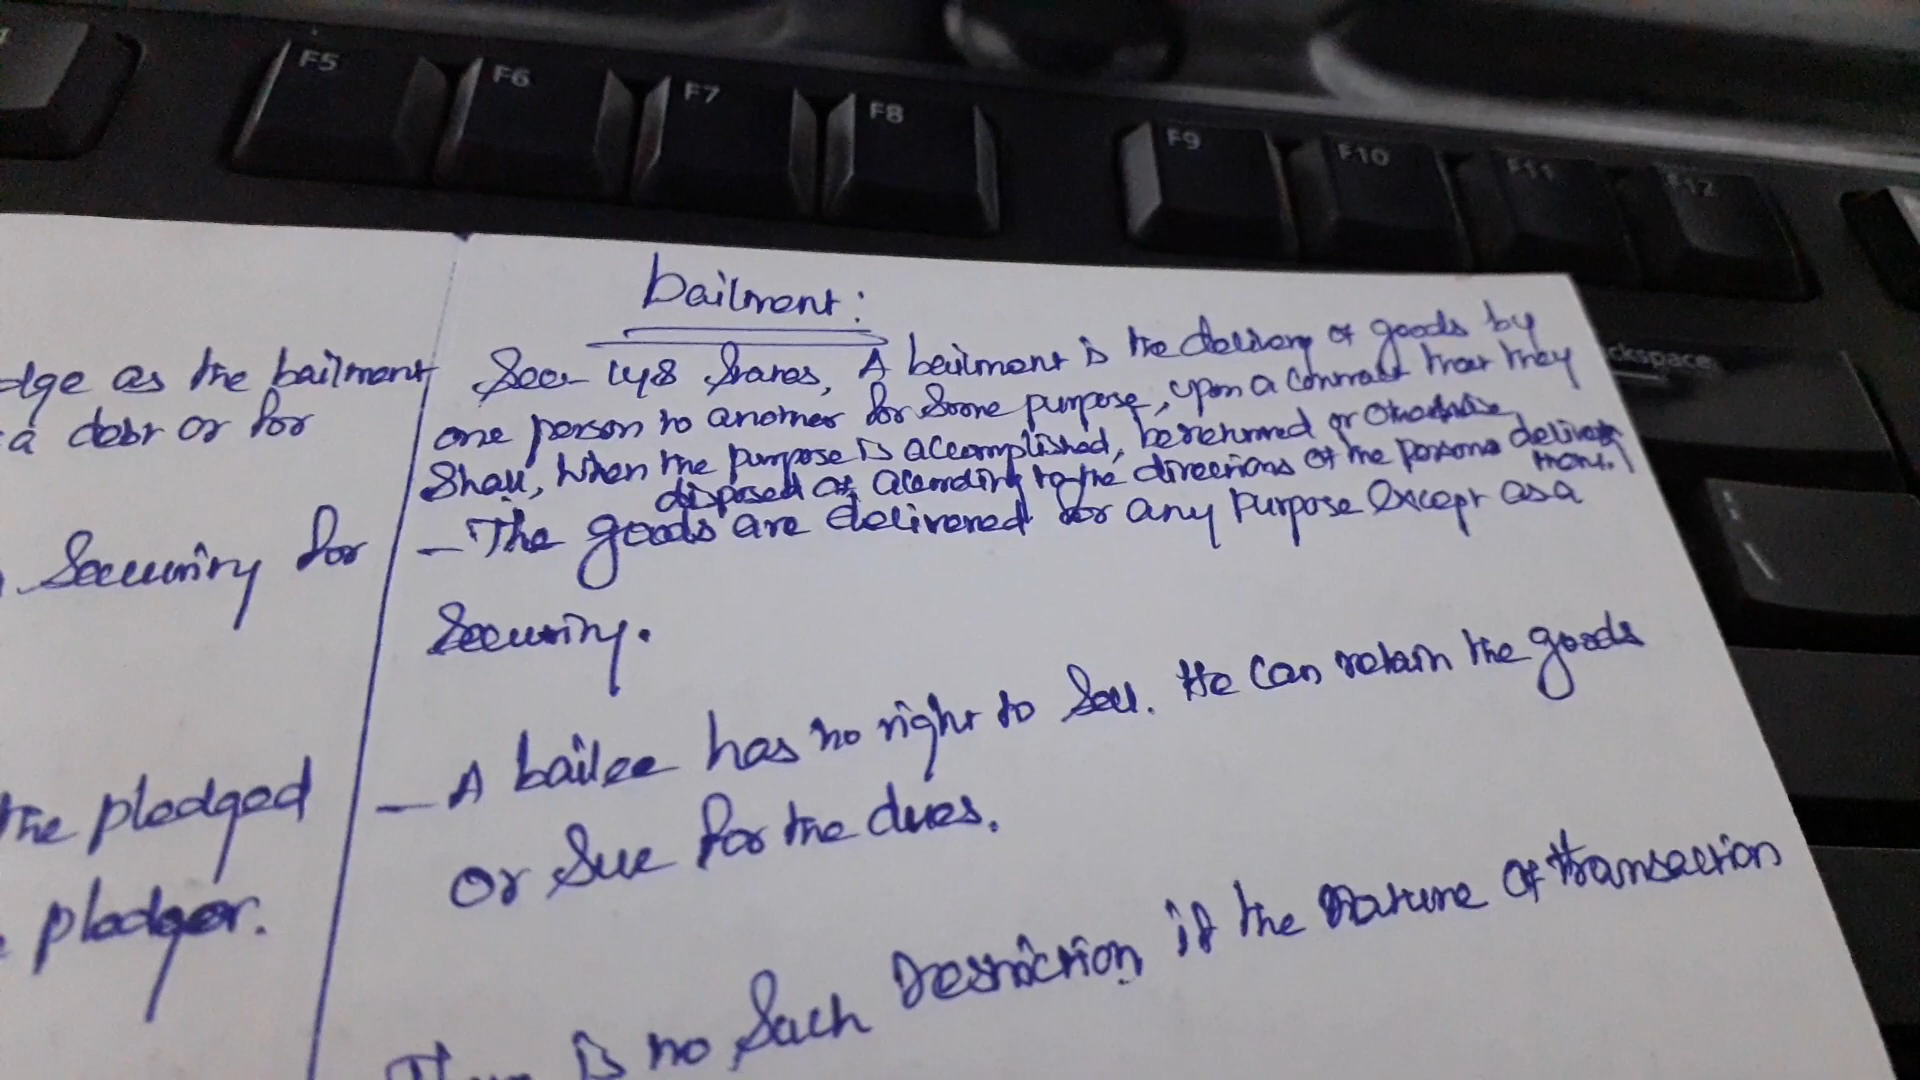 F5 F6 F7 F8 F9 F10 F11 F12
ckspace
bailment:
dge as the bailment
a debt or for
Security for
the pledged
pledger.
Sec 148 States, A bailment is the delivery of goods by
one person to another for Some purpose, upon a contract that they
Shall, when the purpose is accomplished, be returned or otherwise
disposed of according to the directions of the persons delivering
them.
- The goods are delivered for any Purpose Except as a
Security.
- A bailee has no right to Sell. He Can retain the goods
or Sue for the dues.
is no Such restriction if the nature of transaction